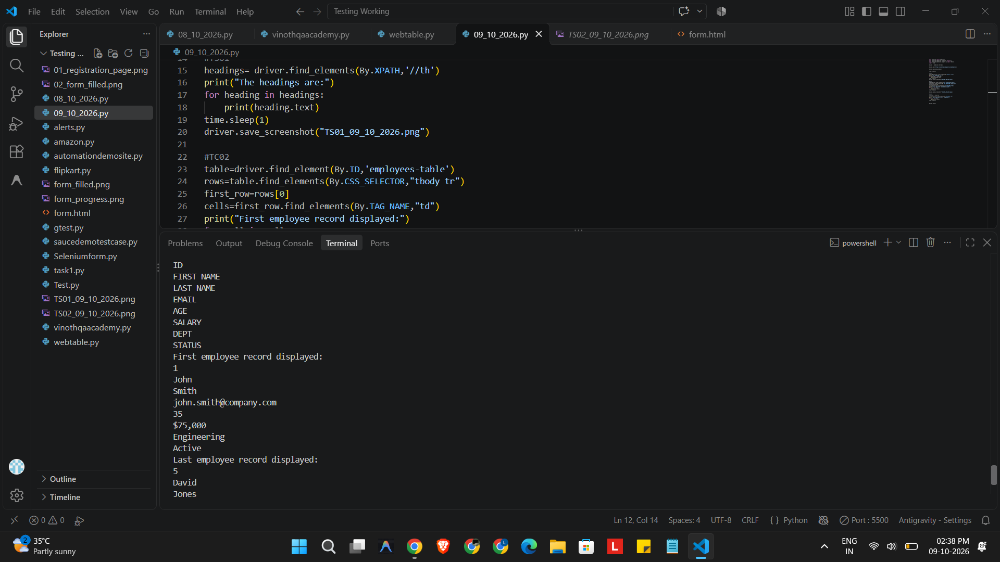 File Edit Selection View Go Run Terminal Help
Testing Working
Explorer
Testing ...
01_registration_page.png
02_form_filled.png
08_10_2026.py
09_10_2026.py
alerts.py
amazon.py
automationdemosite.py
flipkart.py
form_filled.png
form_progress.png
form.html
gtest.py
saucedemotestcase.py
Seleniumform.py
task1.py
Test.py
TS01_09_10_2026.png
TS02_09_10_2026.png
vinothqaacademy.py
webtable.py
Outline
Timeline
08_10_2026.py vinothqaacademy.py webtable.py 09_10_2026.py TS02_09_10_2026.png form.html
09_10_2026.py
15 headings= driver.find_elements(By.XPATH,'//th')
16 print("The headings are:")
17 for heading in headings:
18     print(heading.text)
19 time.sleep(1)
20 driver.save_screenshot("TS01_09_10_2026.png")
21
22 #TC02
23 table=driver.find_element(By.ID,'employees-table')
24 rows=table.find_elements(By.CSS_SELECTOR,"tbody tr")
25 first_row=rows[0]
26 cells=first_row.find_elements(By.TAG_NAME,"td")
27 print("First employee record displayed:")
Problems Output Debug Console Terminal Ports
powershell
ID
FIRST NAME
LAST NAME
EMAIL
AGE
SALARY
DEPT
STATUS
First employee record displayed:
1
John
Smith
john.smith@company.com
35
$75,000
Engineering
Active
Last employee record displayed:
5
David
Jones
0 0
Ln 12, Col 14 Spaces: 4 UTF-8 CRLF { } Python Port : 5500 Antigravity - Settings
2
35°C
Partly sunny
L
L
ENG
IN
02:38 PM
09-10-2026